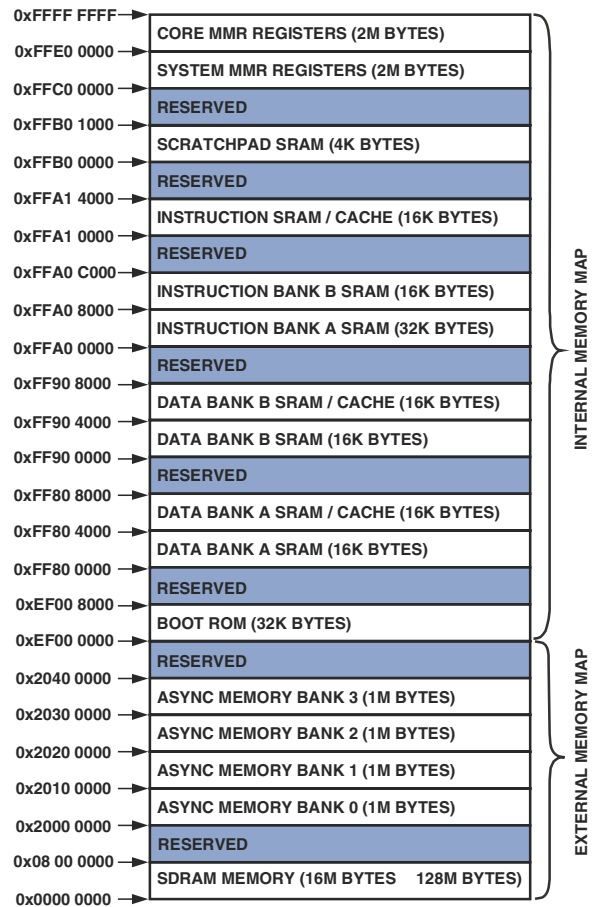 0xFFFF FFFF
CORE MMR REGISTERS (2M BYTES)
0xFFE0 0000
SYSTEM MMR REGISTERS (2M BYTES)
0xFFC0 0000
RESERVED
0xFFB0 1000
SCRATCHPAD SRAM (4K BYTES)
0xFFB0 0000
RESERVED
0xFFA1 4000
INSTRUCTION SRAM / CACHE (16K BYTES)
0xFFA1 0000
RESERVED
0xFFA0 C000
INSTRUCTION BANK B SRAM (16K BYTES)
0xFFA0 8000
INSTRUCTION BANK A SRAM (32K BYTES)
0xFFA0 0000
RESERVED
0xFF90 8000
DATA BANK B SRAM / CACHE (16K BYTES)
0xFF90 4000
DATA BANK B SRAM (16K BYTES)
0xFF90 0000
RESERVED
0xFF80 8000
DATA BANK A SRAM / CACHE (16K BYTES)
0xFF80 4000
DATA BANK A SRAM (16K BYTES)
0xFF80 0000
RESERVED
0xEF00 8000
BOOT ROM (32K BYTES)
0xEF00 0000
RESERVED
0x2040 0000
ASYNC MEMORY BANK 3 (1M BYTES)
0x2030 0000
ASYNC MEMORY BANK 2 (1M BYTES)
0x2020 0000
ASYNC MEMORY BANK 1 (1M BYTES)
0x2010 0000
ASYNC MEMORY BANK 0 (1M BYTES)
0x2000 0000
RESERVED
0x08 00 0000
SDRAM MEMORY (16M BYTES 128M BYTES)
0x0000 0000
INTERNAL MEMORY MAP
EXTERNAL MEMORY MAP